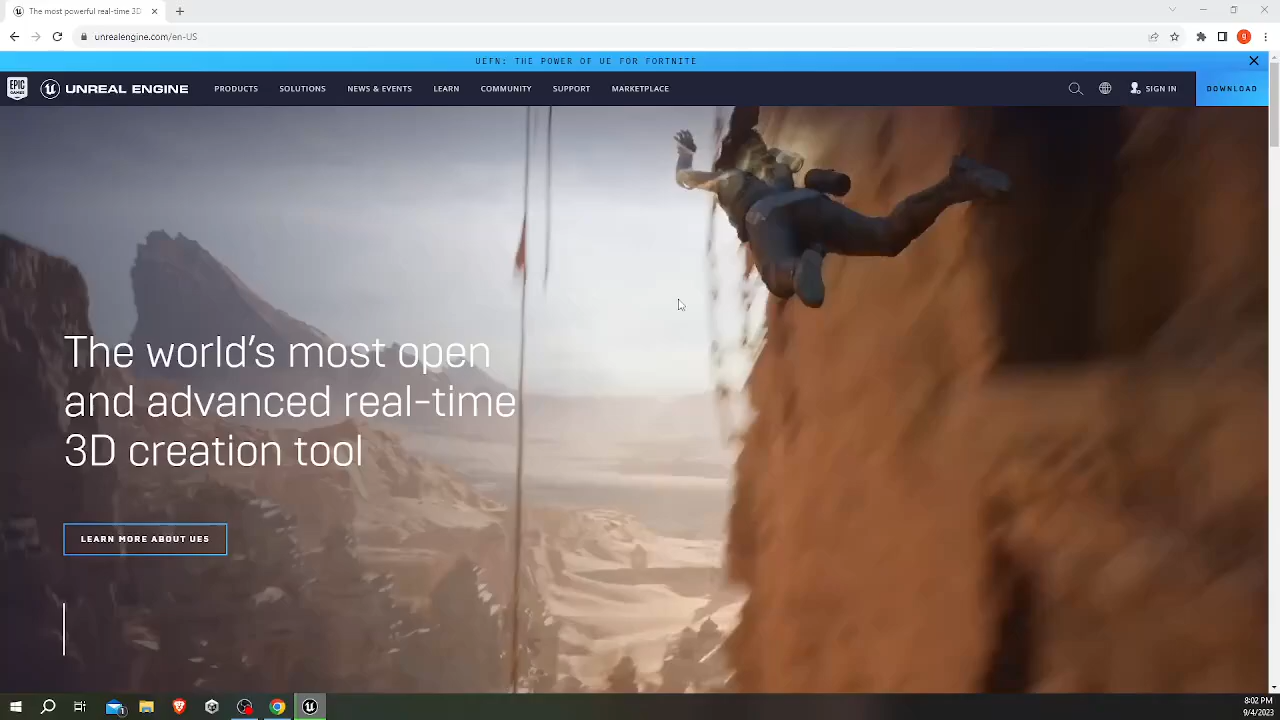 The most powerful real-time 3D
unrealengine.com/en-US
g
UEFN: THE POWER OF UE FOR FORTNITE
EPIC GAMES
UNREAL ENGINE
PRODUCTS
SOLUTIONS
NEWS & EVENTS
LEARN
COMMUNITY
SUPPORT
MARKETPLACE
SIGN IN
DOWNLOAD
The world's most open
and advanced real-time
3D creation tool
LEARN MORE ABOUT UE5
8:02 PM
9/4/2023